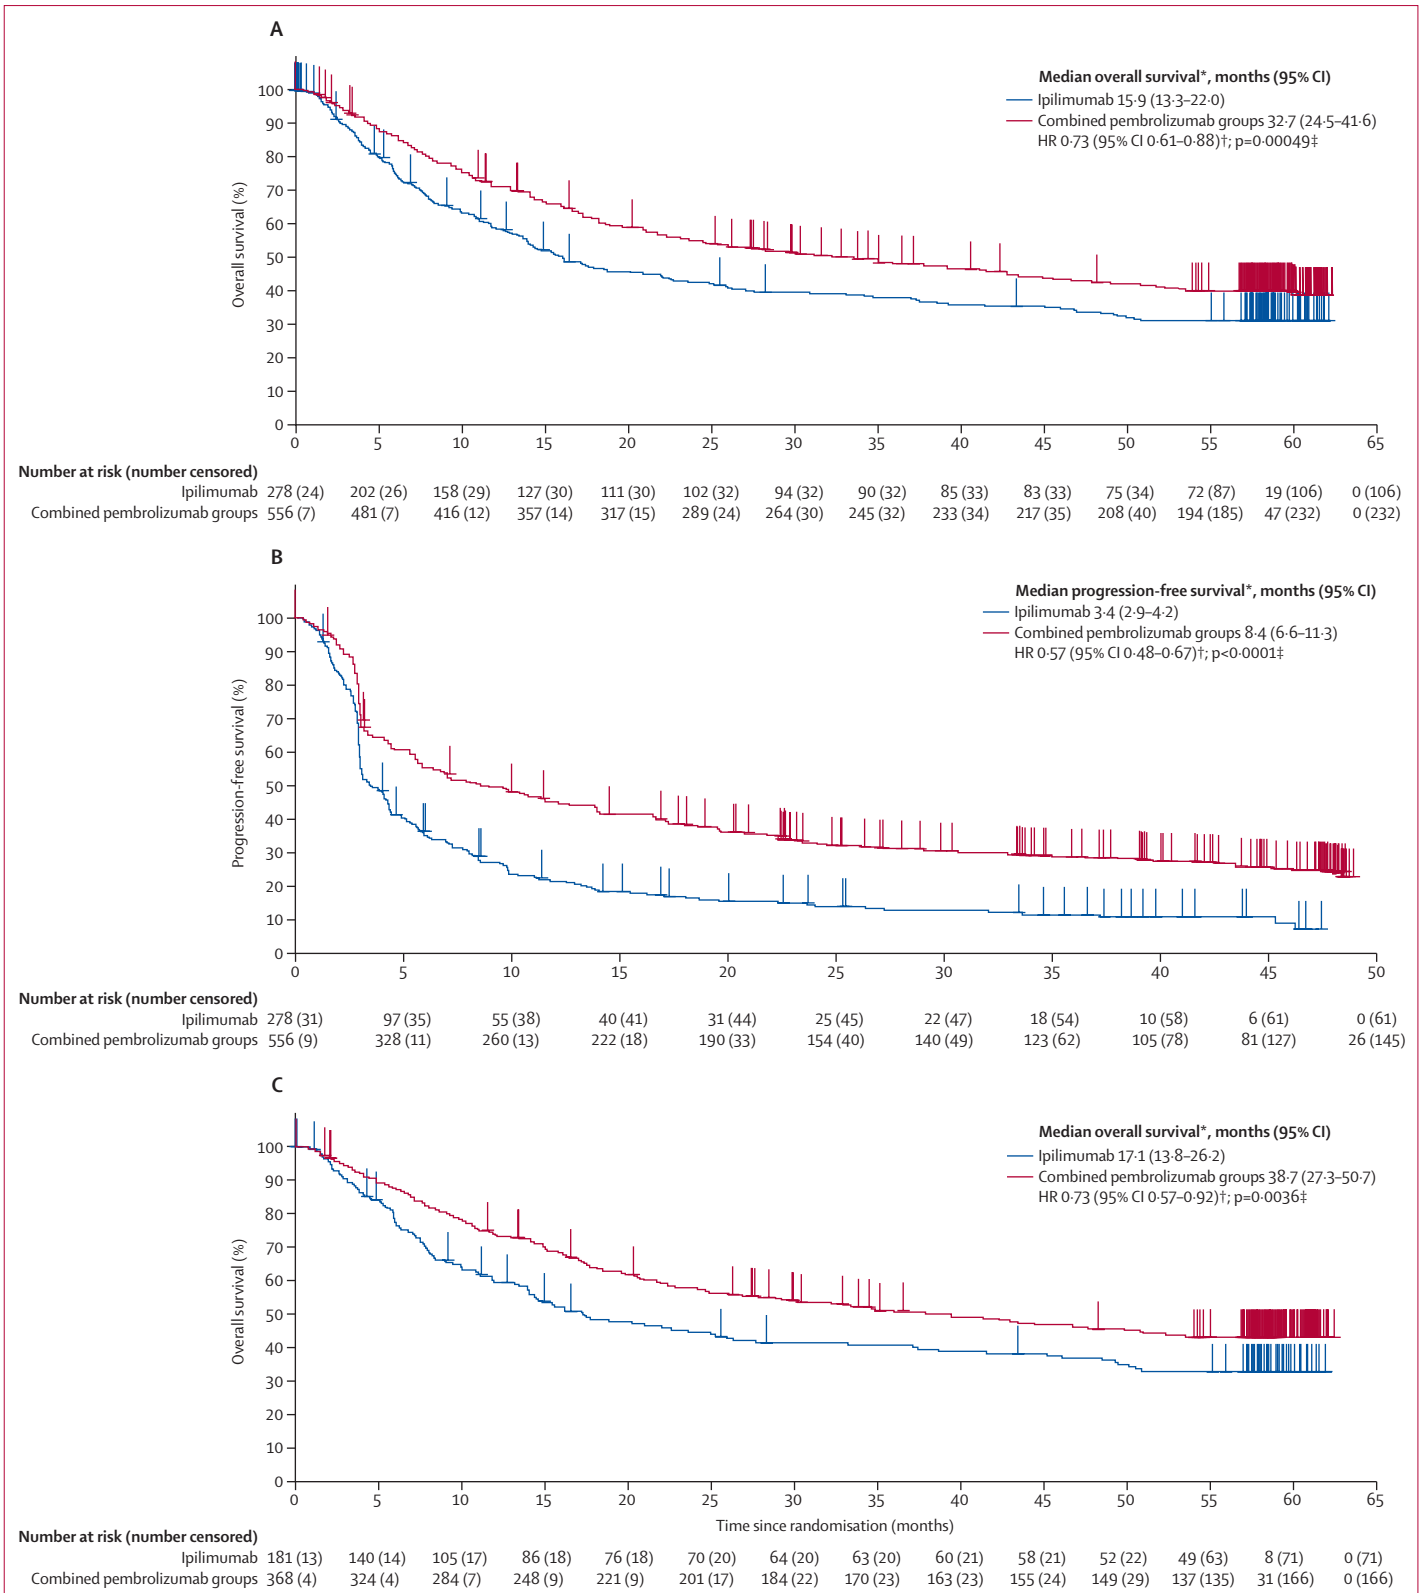 A
Median overall survival*, months (95% CI)
Ipilimumab 15·9 (13·3–22·0)
Combined pembrolizumab groups 32·7 (24·5–41·6)
HR 0·73 (95% CI 0·61–0·88)†; p=0·00049‡
Overall survival (%)
100
90
80
70
60
50
40
30
20
10
0
0 5 10 15 20 25 30 35 40 45 50 55 60 65
Number at risk (number censored)
Ipilimumab 278 (24) 202 (26) 158 (29) 127 (30) 111 (30) 102 (32) 94 (32) 90 (32) 85 (33) 83 (33) 75 (34) 72 (87) 19 (106) 0 (106)
Combined pembrolizumab groups 556 (7) 481 (7) 416 (12) 357 (14) 317 (15) 289 (24) 264 (30) 245 (32) 233 (34) 217 (35) 208 (40) 194 (185) 47 (232) 0 (232)
B
Median progression-free survival*, months (95% CI)
Ipilimumab 3·4 (2·9–4·2)
Combined pembrolizumab groups 8·4 (6·6–11·3)
HR 0·57 (95% CI 0·48–0·67)†; p<0·0001‡
Progression-free survival (%)
100
90
80
70
60
50
40
30
20
10
0
0 5 10 15 20 25 30 35 40 45 50
Number at risk (number censored)
Ipilimumab 278 (31) 97 (35) 55 (38) 40 (41) 31 (44) 25 (45) 22 (47) 18 (54) 10 (58) 6 (61) 0 (61)
Combined pembrolizumab groups 556 (9) 328 (11) 260 (13) 222 (18) 190 (33) 154 (40) 140 (49) 123 (62) 105 (78) 81 (127) 26 (145)
C
Median overall survival*, months (95% CI)
Ipilimumab 17·1 (13·8–26·2)
Combined pembrolizumab groups 38·7 (27·3–50·7)
HR 0·73 (95% CI 0·57–0·92)†; p=0·0036‡
Overall survival (%)
100
90
80
70
60
50
40
30
20
10
0
0 5 10 15 20 25 30 35 40 45 50 55 60 65
Time since randomisation (months)
Number at risk (number censored)
Ipilimumab 181 (13) 140 (14) 105 (17) 86 (18) 76 (18) 70 (20) 64 (20) 63 (20) 60 (21) 58 (21) 52 (22) 49 (63) 8 (71) 0 (71)
Combined pembrolizumab groups 368 (4) 324 (4) 284 (7) 248 (9) 221 (9) 201 (17) 184 (22) 170 (23) 163 (23) 155 (24) 149 (29) 137 (135) 31 (166) 0 (166)